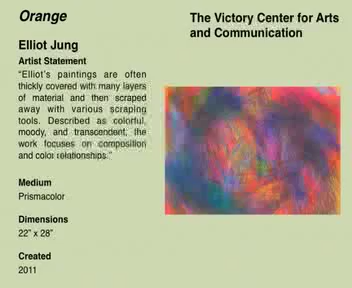 Orange
Elliot Jung
Artist Statement
“Elliot’s paintings are often
thickly covered with many layers
of material and then scraped
away with various scraping
tools. Described as colorful,
moody, and transcendent, the
work focuses on composition
and color relationships.”
Medium
Prismacolor
Dimensions
22” x 28”
Created
2011
The Victory Center for Arts
and Communication